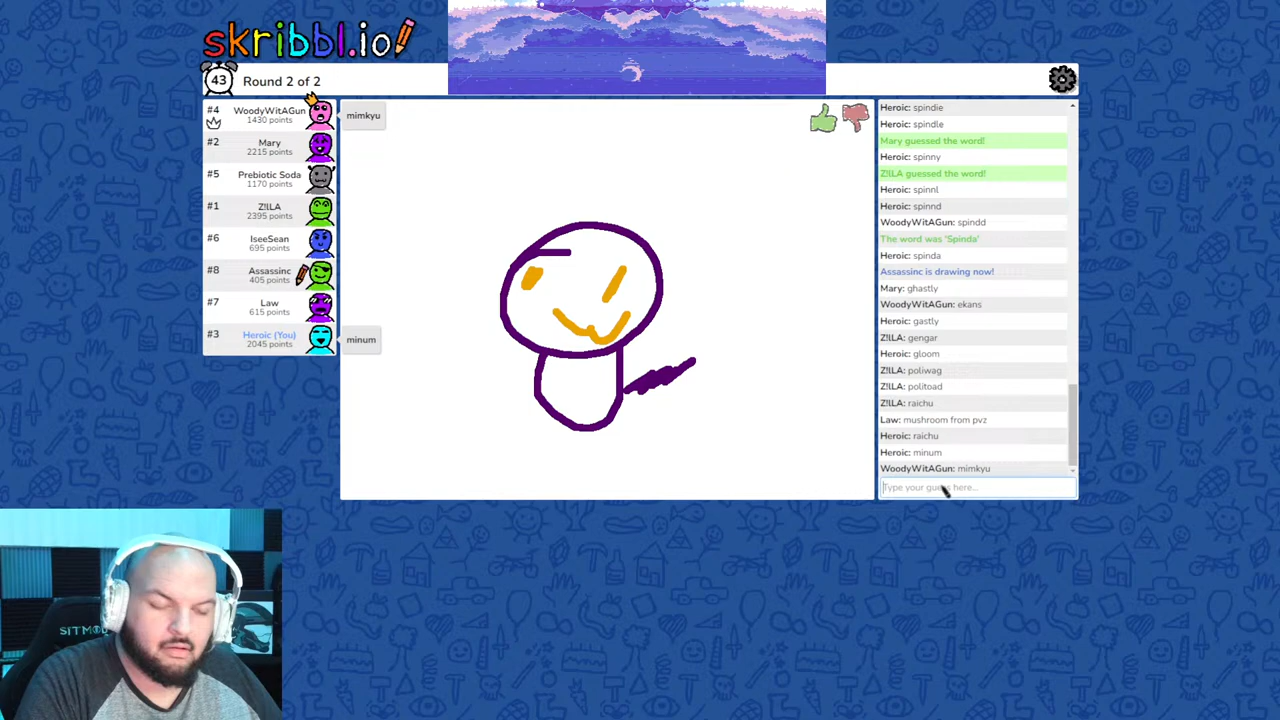 skribbl.io
43
Round 2 of 2
#4
WoodyWitAGun
1430 points
#2
Mary
2215 points
#5
Prebiotic Soda
1170 points
#1
Z!LLA
2395 points
#6
IseeSean
695 points
#8
Assassinc
405 points
#7
Law
615 points
#3
Heroic (You)
2045 points
mimkyu
minum
Heroic: spindie
Heroic: spindle
Mary guessed the word!
Heroic: spinny
Z!LLA guessed the word!
Heroic: spinnl
Heroic: spinnd
WoodyWitAGun: spindd
The word was 'Spinda'
Heroic: spinda
Assassinc is drawing now!
Mary: ghastly
WoodyWitAGun: ekans
Heroic: gastly
Z!LLA: gengar
Heroic: gloom
Z!LLA: poliwag
Z!LLA: politoad
Z!LLA: raichu
Law: mushroom from pvz
Heroic: raichu
Heroic: minum
WoodyWitAGun: mimkyu
Type your guess here...